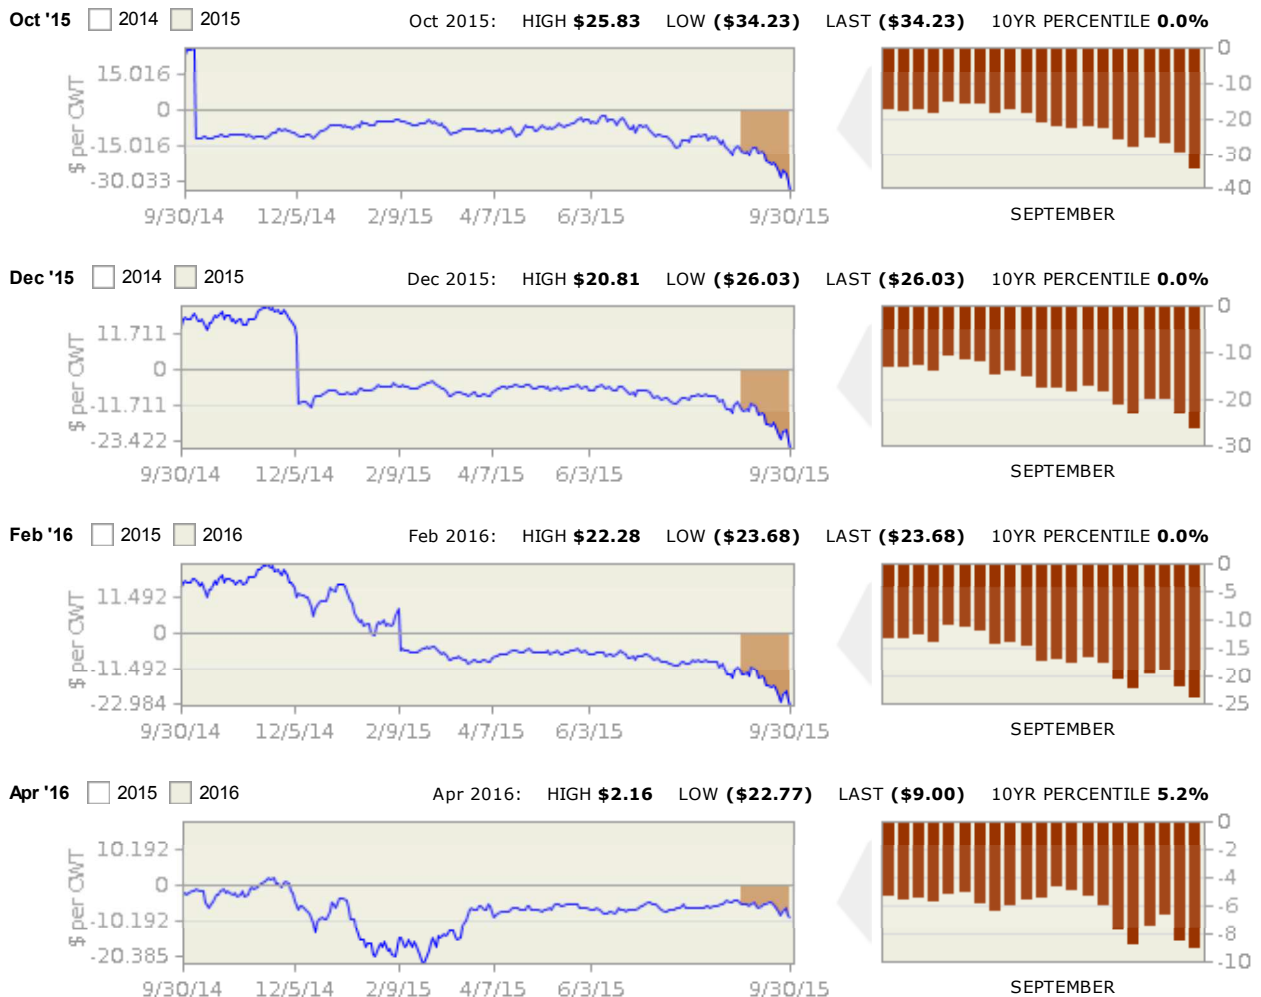 Oct '15 2014 2015 Oct 2015: HIGH $25.83 LOW ($34.23) LAST ($34.23) 10YR PERCENTILE 0.0%
$ per CWT
15.016
0
-15.016
-30.033
9/30/14 12/5/14 2/9/15 4/7/15 6/3/15 9/30/15
0
-10
-20
-30
-40
SEPTEMBER
Dec '15 2014 2015 Dec 2015: HIGH $20.81 LOW ($26.03) LAST ($26.03) 10YR PERCENTILE 0.0%
$ per CWT
11.711
0
-11.711
-23.422
9/30/14 12/5/14 2/9/15 4/7/15 6/3/15 9/30/15
0
-10
-20
-30
SEPTEMBER
Feb '16 2015 2016 Feb 2016: HIGH $22.28 LOW ($23.68) LAST ($23.68) 10YR PERCENTILE 0.0%
$ per CWT
11.492
0
-11.492
-22.984
9/30/14 12/5/14 2/9/15 4/7/15 6/3/15 9/30/15
0
-5
-10
-15
-20
-25
SEPTEMBER
Apr '16 2015 2016 Apr 2016: HIGH $2.16 LOW ($22.77) LAST ($9.00) 10YR PERCENTILE 5.2%
$ per CWT
10.192
0
-10.192
-20.385
9/30/14 12/5/14 2/9/15 4/7/15 6/3/15 9/30/15
0
-2
-4
-6
-8
-10
SEPTEMBER